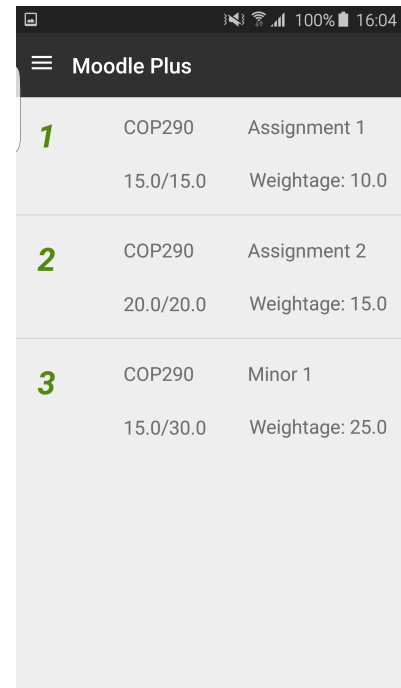 100% 16:04
Moodle Plus
1 COP290 Assignment 1
15.0/15.0 Weightage: 10.0
2 COP290 Assignment 2
20.0/20.0 Weightage: 15.0
3 COP290 Minor 1
15.0/30.0 Weightage: 25.0